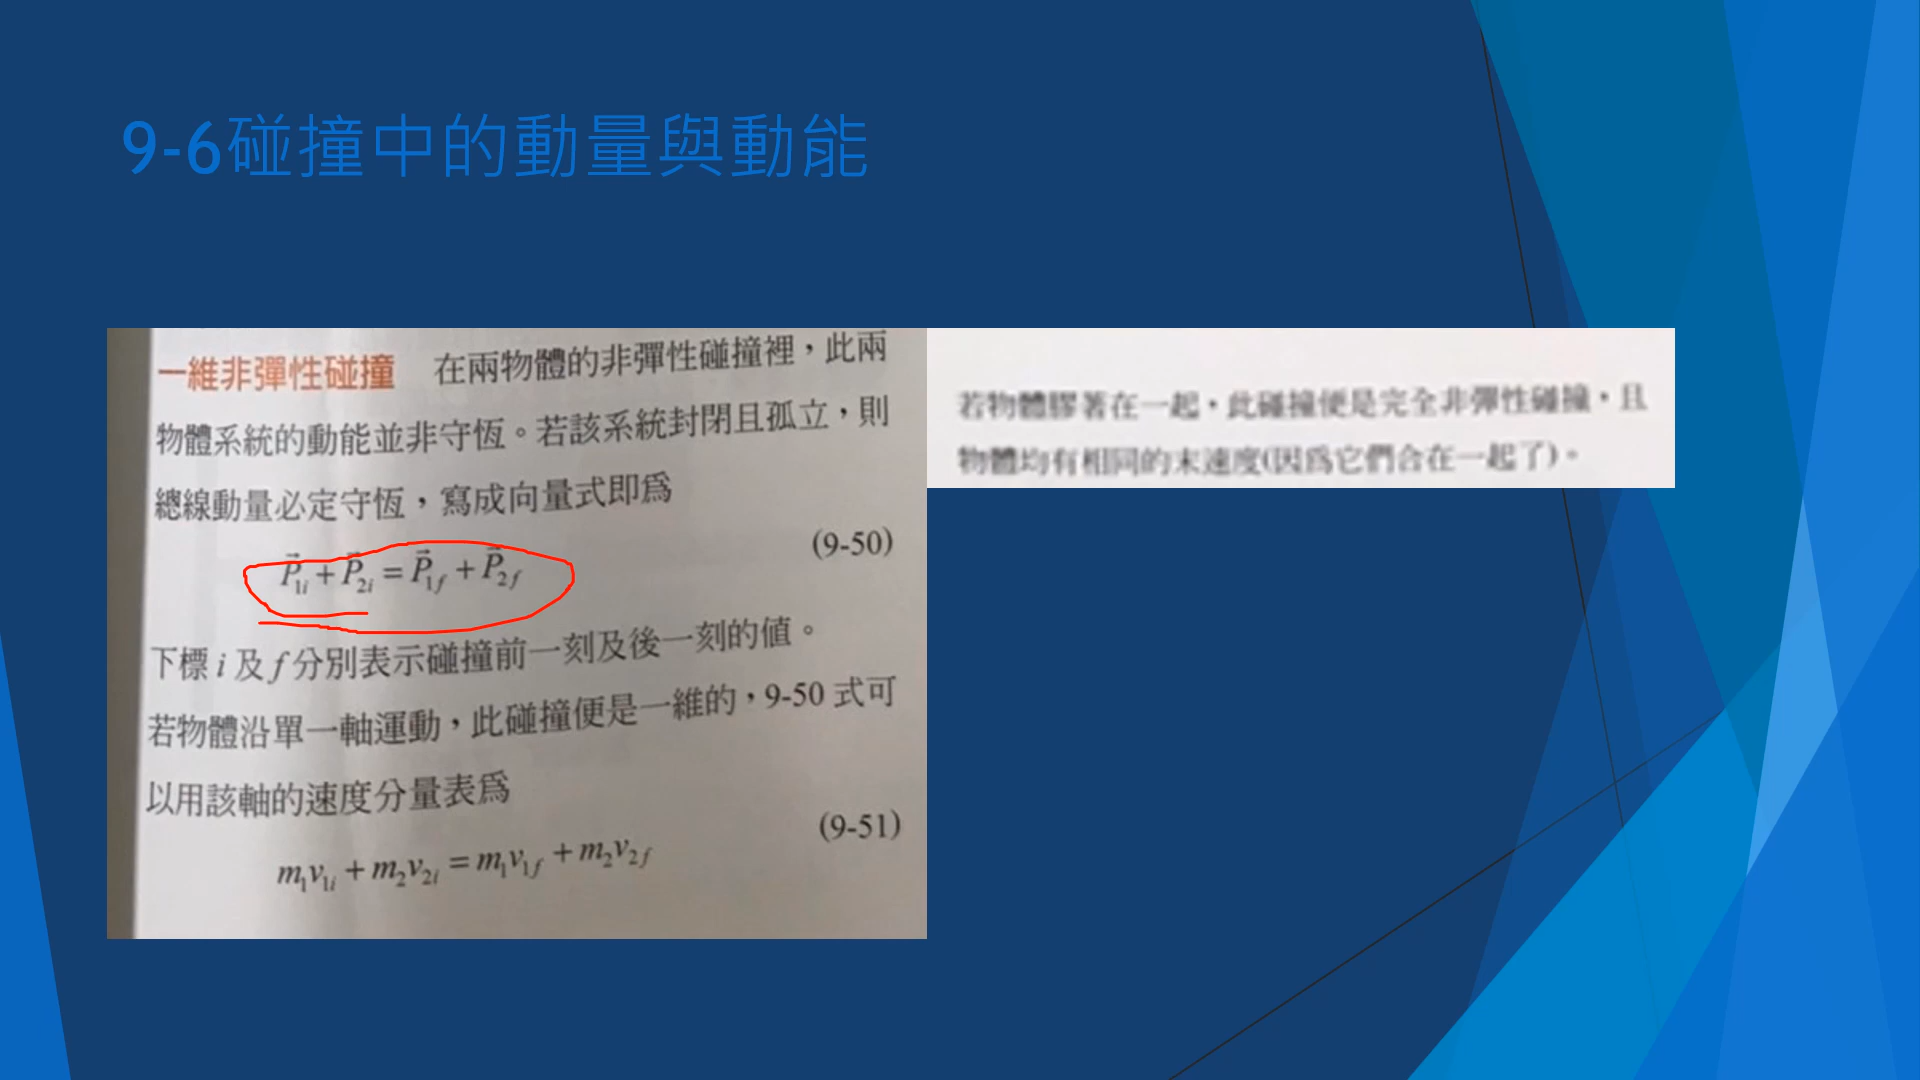 9-6碰撞中的動量與動能
一維非彈性碰撞 在兩物體的非彈性碰撞裡，此兩
物體系統的動能並非守恆。若該系統封閉且孤立，則
總線動量必定守恆，寫成向量式即爲
P⃗₁ᵢ + P⃗₂ᵢ = P⃗₁f + P⃗₂f (9-50)
下標 i 及 f 分別表示碰撞前一刻及後一刻的值。
若物體沿單一軸運動，此碰撞便是一維的，9-50 式可
以用該軸的速度分量表爲
m₁v₁ᵢ + m₂v₂ᵢ = m₁v₁f + m₂v₂f (9-51)
若物體膠著在一起，此碰撞便是完全非彈性碰撞，且
物體均有相同的末速度(因爲它們合在一起了)。